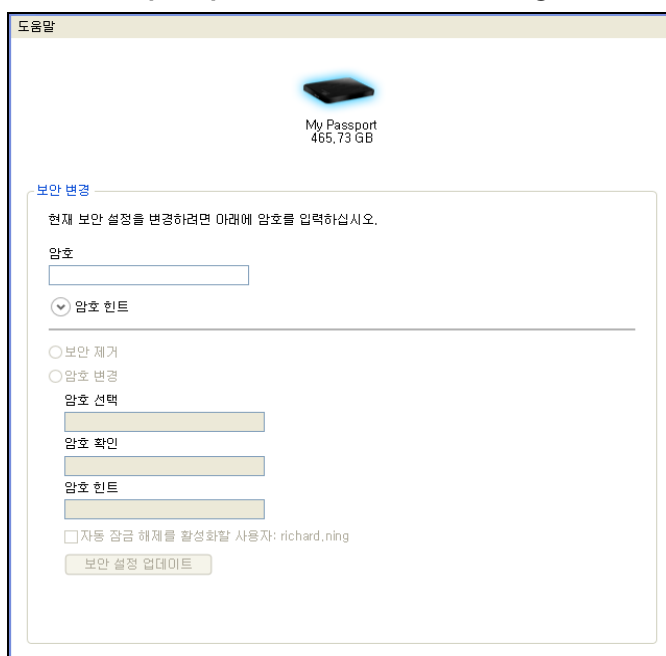 도움말
My Passport
465,73 GB
보안 변경
현재 보안 설정을 변경하려면 아래에 암호를 입력하십시오.
암호
암호 힌트
보안 제거
암호 변경
암호 선택
암호 확인
암호 힌트
자동 잠금 해제를 활성화할 사용자: richard,ning
보안 설정 업데이트